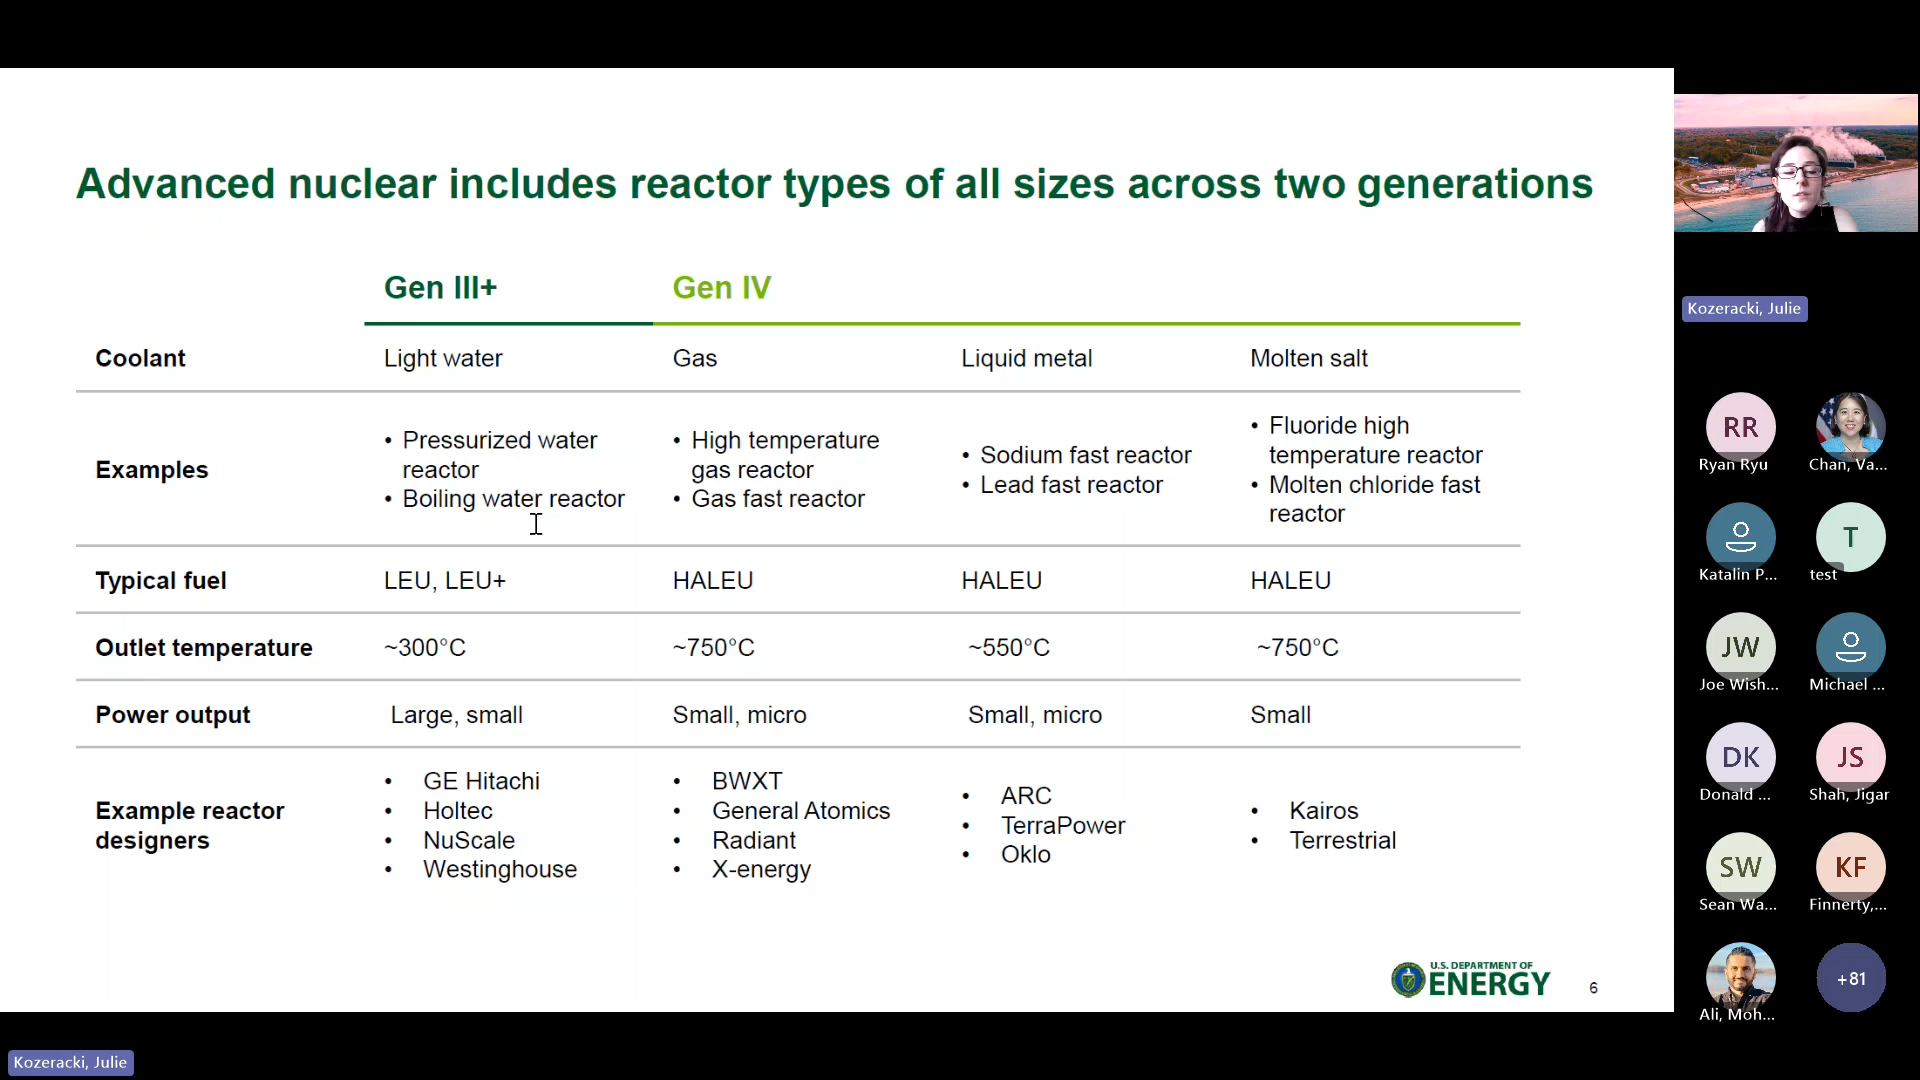 Advanced nuclear includes reactor types of all sizes across two generations
Gen III+
Gen IV
Coolant
Light water
Gas
Liquid metal
Molten salt
Examples
• Pressurized water
reactor
• Boiling water reactor
• High temperature
gas reactor
• Gas fast reactor
• Sodium fast reactor
• Lead fast reactor
• Fluoride high
temperature reactor
• Molten chloride fast
reactor
Typical fuel
LEU, LEU+
HALEU
HALEU
HALEU
Outlet temperature
~300°C
~750°C
~550°C
~750°C
Power output
Large, small
Small, micro
Small, micro
Small
Example reactor
designers
• GE Hitachi
• Holtec
• NuScale
• Westinghouse
• BWXT
• General Atomics
• Radiant
• X-energy
• ARC
• TerraPower
• Oklo
• Kairos
• Terrestrial
U.S. DEPARTMENT OF
ENERGY
6
Kozeracki, Julie
RR
Ryan Ryu
Chan, Va...
Katalin P...
T
test
JW
Joe Wish...
Michael ...
DK
Donald ...
JS
Shah, Jigar
SW
Sean Wa...
KF
Finnerty,...
Ali, Moh...
+81
Kozeracki, Julie